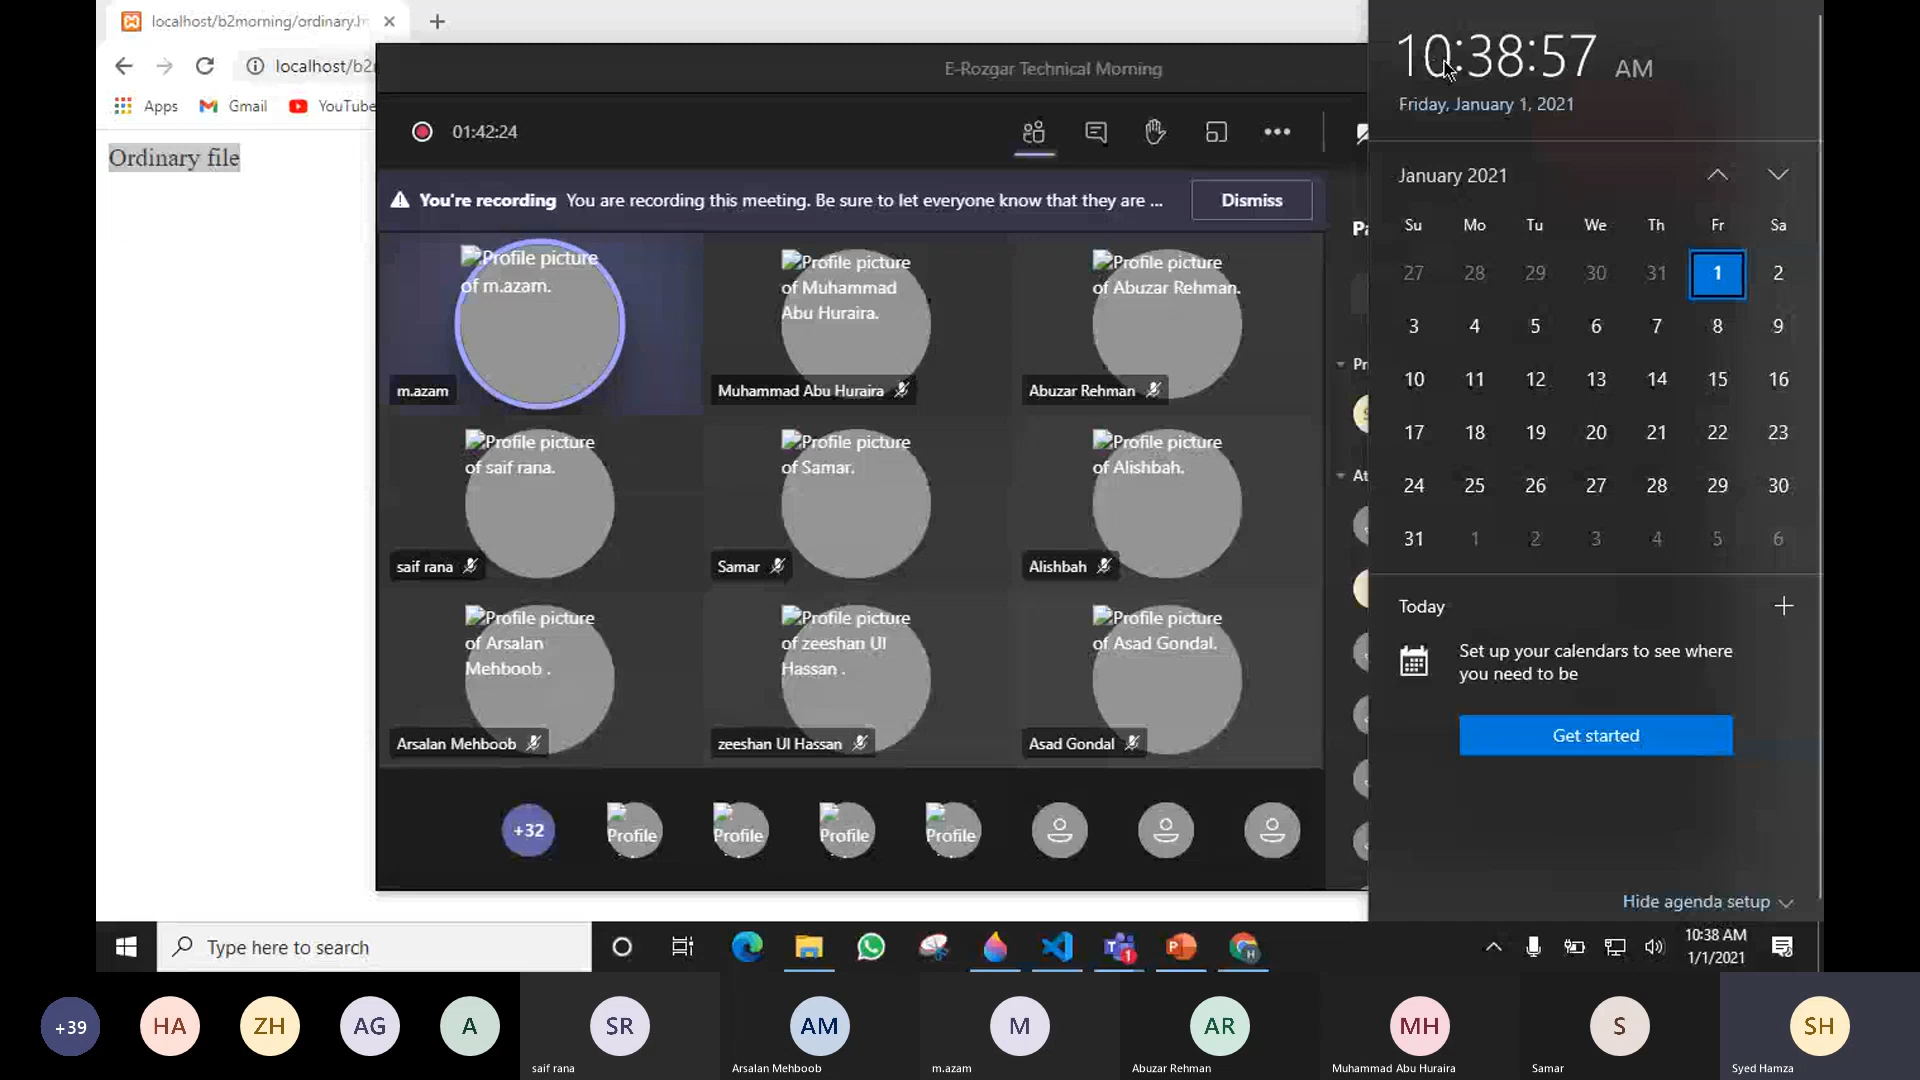 localhost/b2morning/ordinary.h
localhost/b2
Apps
Gmail
YouTube
Ordinary file
E-Rozgar Technical Morning
01:42:24
You're recording You are recording this meeting. Be sure to let everyone know that they are ...
Dismiss
Profile picture
of m.azam.
m.azam
Profile picture
of Muhammad
Abu Huraira.
Muhammad Abu Huraira
Profile picture
of Abuzar Rehman.
Abuzar Rehman
Profile picture
of saif rana.
saif rana
Profile picture
of Samar.
Samar
Profile picture
of Alishbah.
Alishbah
Profile picture
of Arsalan
Mehboob .
Arsalan Mehboob
Profile picture
of zeeshan Ul
Hassan .
zeeshan Ul Hassan
Profile picture
of Asad Gondal.
Asad Gondal
+32
Profile
Profile
Profile
Profile
Pa
Pr
At
10:38:57 AM
Friday, January 1, 2021
January 2021
Su Mo Tu We Th Fr Sa
27 28 29 30 31 1 2
3 4 5 6 7 8 9
10 11 12 13 14 15 16
17 18 19 20 21 22 23
24 25 26 27 28 29 30
31 1 2 3 4 5 6
Today
Set up your calendars to see where
you need to be
Get started
Hide agenda setup
Type here to search
1
H
10:38 AM
1/1/2021
+39
HA
ZH
AG
A
SR
saif rana
AM
Arsalan Mehboob
M
m.azam
AR
Abuzar Rehman
MH
Muhammad Abu Huraira
S
Samar
SH
Syed Hamza